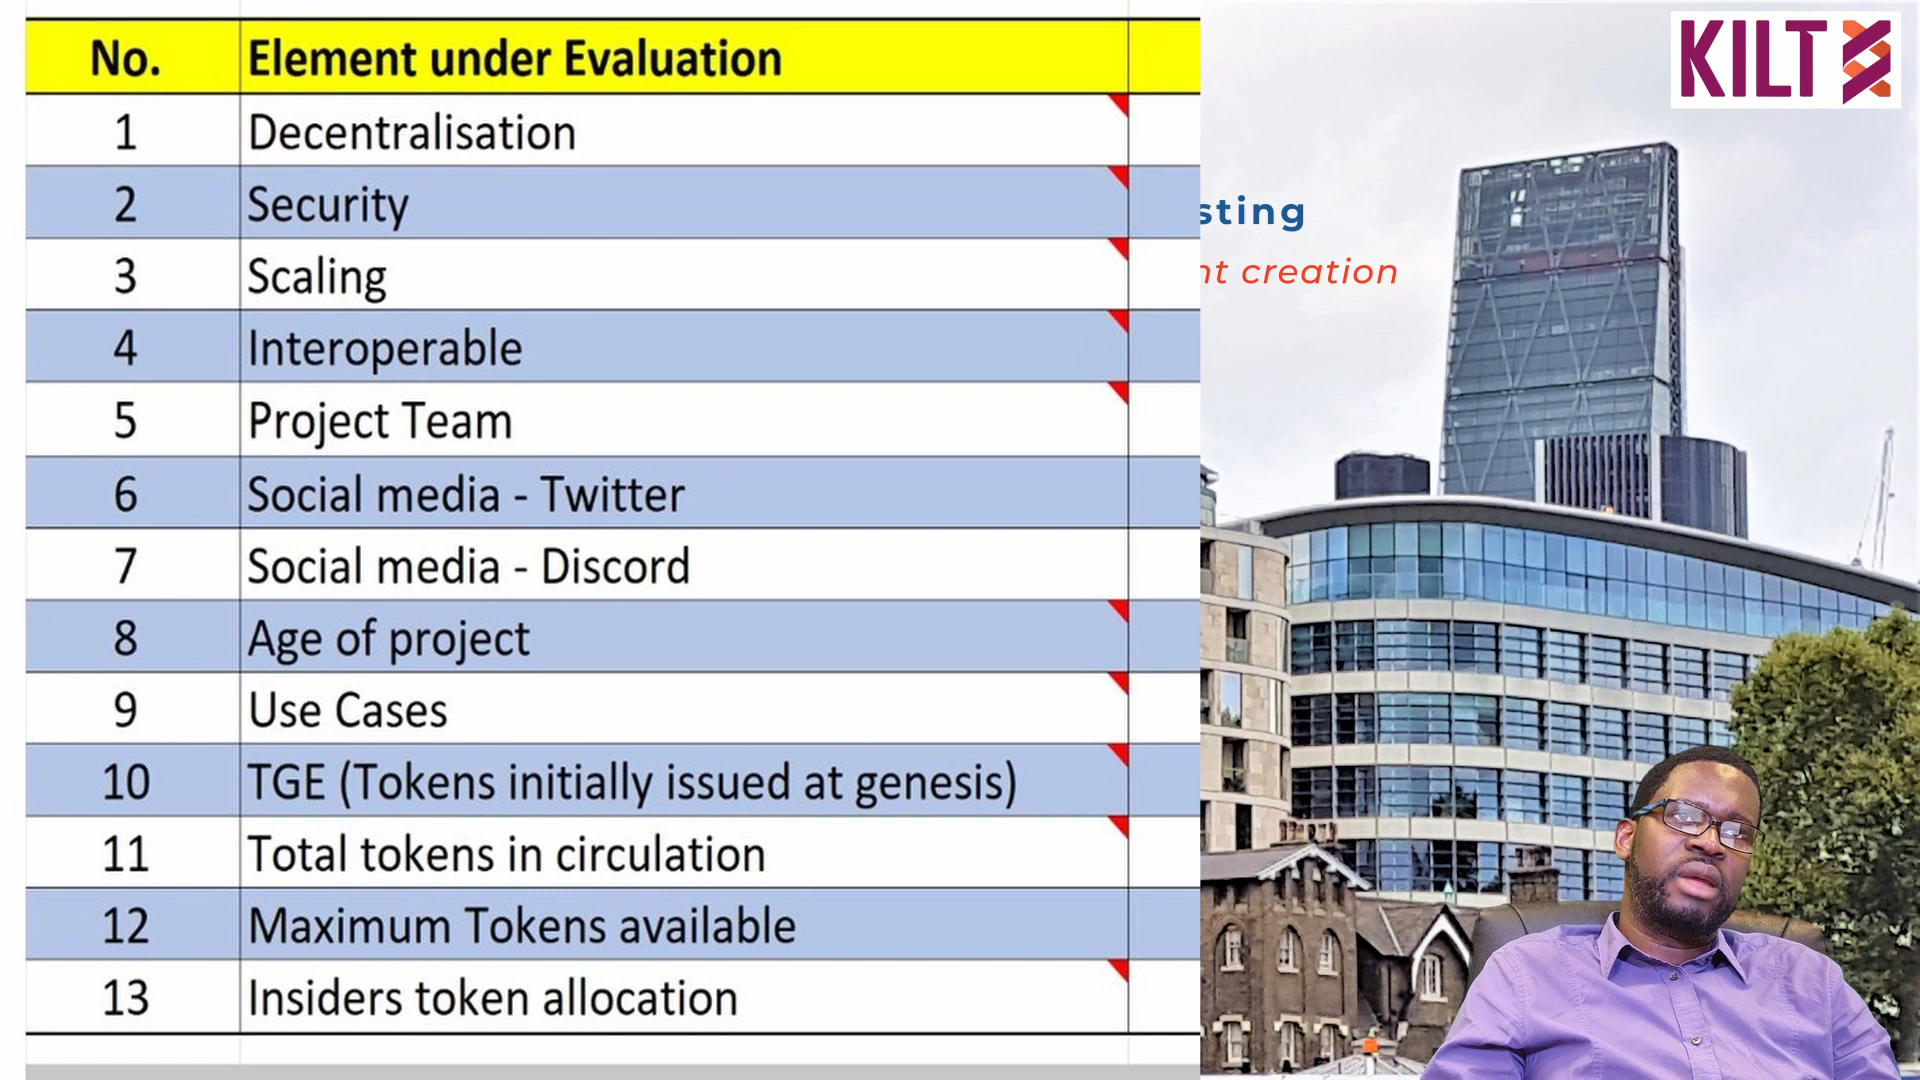 No. Element under Evaluation
1 Decentralisation
2 Security
3 Scaling
4 Interoperable
5 Project Team
6 Social media - Twitter
7 Social media - Discord
8 Age of project
9 Use Cases
10 TGE (Tokens initially issued at genesis)
11 Total tokens in circulation
12 Maximum Tokens available
13 Insiders token allocation
KILT
sting
nt creation